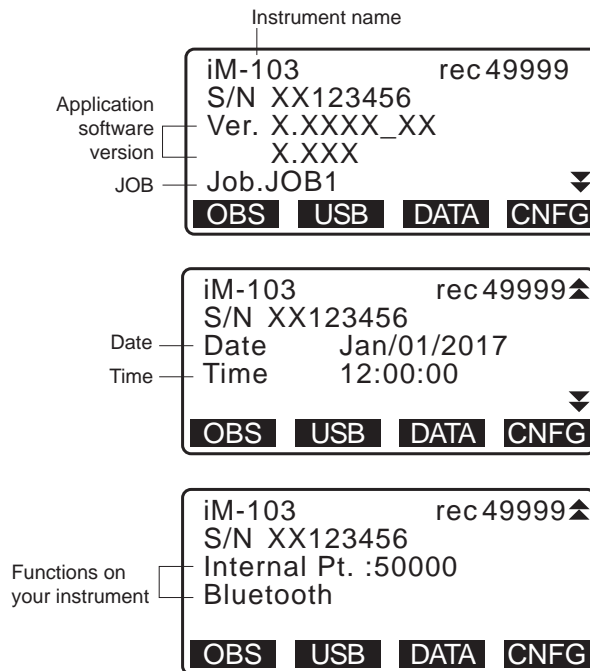 Instrument name
iM-103 rec 49999
S/N XX123456
Application
software
version
Ver. X.XXXX_XX
X.XXX
JOB
Job.JOB1
OBS USB DATA CNFG
iM-103 rec 49999
S/N XX123456
Date Date Jan/01/2017
Time Time 12:00:00
OBS USB DATA CNFG
iM-103 rec 49999
S/N XX123456
Functions on
your instrument
Internal Pt. :50000
Bluetooth
OBS USB DATA CNFG